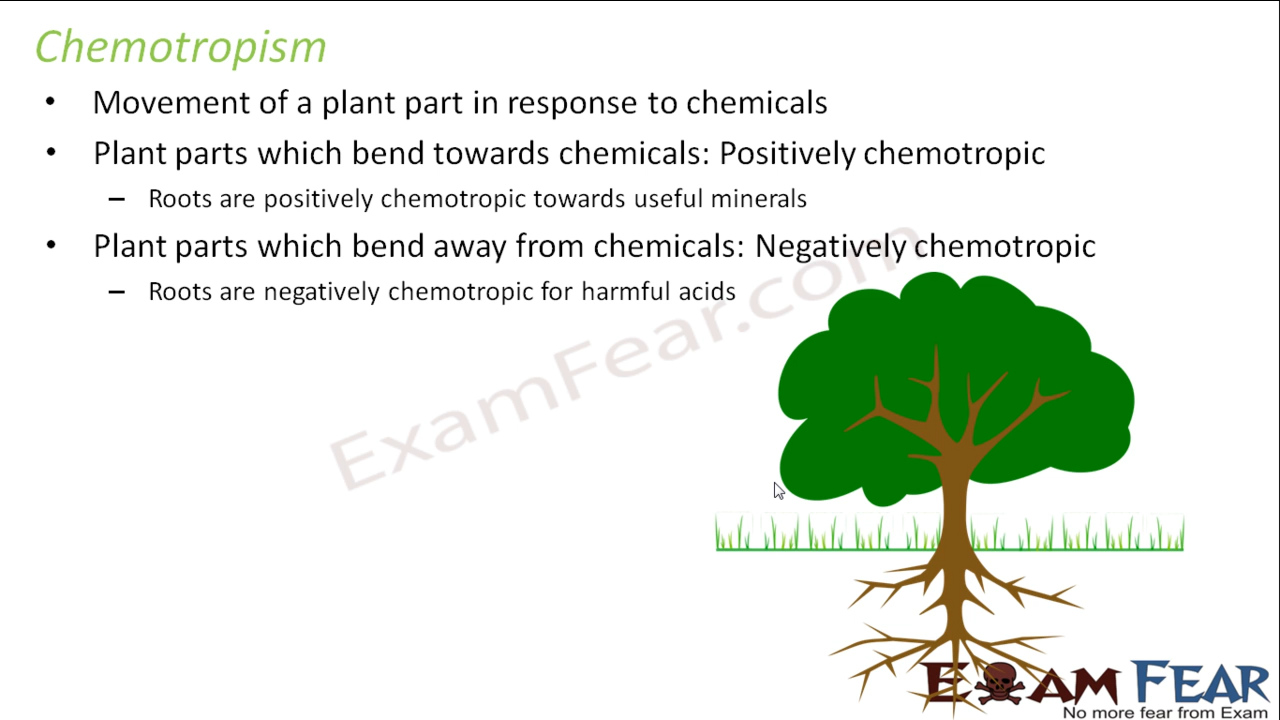 Chemotropism
• Movement of a plant part in response to chemicals
• Plant parts which bend towards chemicals: Positively chemotropic
– Roots are positively chemotropic towards useful minerals
• Plant parts which bend away from chemicals: Negatively chemotropic
– Roots are negatively chemotropic for harmful acids
ExamFear.com
EXAM FEAR
No more fear from Exam